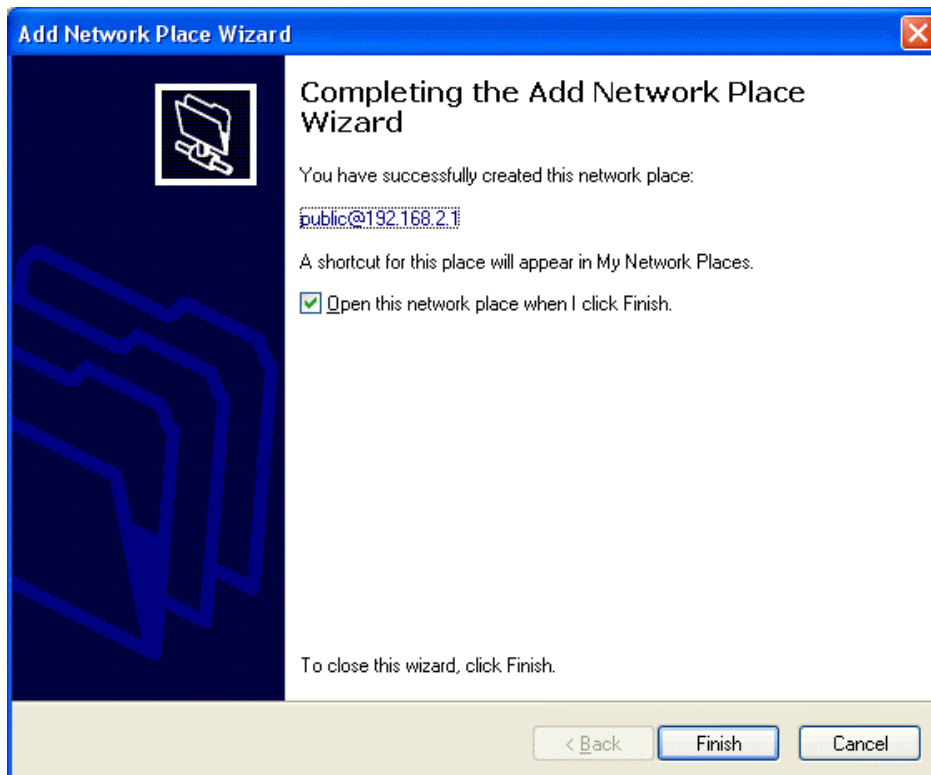 Add Network Place Wizard
Completing the Add Network Place
Wizard
You have successfully created this network place:
public@192.168.2.1
A shortcut for this place will appear in My Network Places.
Open this network place when I click Finish.
To close this wizard, click Finish.
< Back Finish Cancel